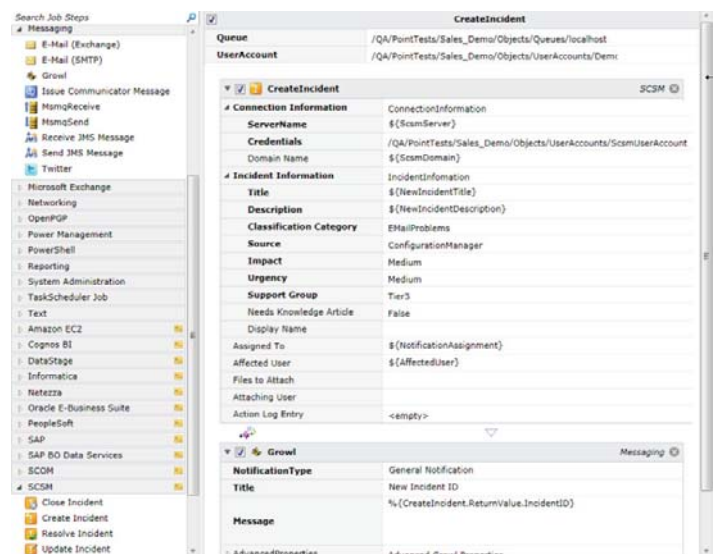 Search Job Steps
Messaging
E-Mail (Exchange)
E-Mail (SMTP)
Growl
Issue Communicator Message
MsmqReceive
MsmqSend
Receive JMS Message
Send JMS Message
Twitter
Microsoft Exchange
Networking
OpenPGP
Power Management
PowerShell
Reporting
System Administration
TaskScheduler Job
Text
Amazon EC2
Cognos BI
DataStage
Informatica
Netezza
Oracle E-Business Suite
PeopleSoft
SAP
SAP BO Data Services
SCOM
SCSM
Close Incident
Create Incident
Resolve Incident
Update Incident
CreateIncident
Queue /QA/PointTests/Sales_Demo/Objects/Queues/localhost
UserAccount /QA/PointTests/Sales_Demo/Objects/UserAccounts/Demo
CreateIncident SCSM
Connection Information ConnectionInformation
ServerName ${ScsmServer}
Credentials /QA/PointTests/Sales_Demo/Objects/UserAccounts/ScsmUserAccount
Domain Name ${ScsmDomain}
Incident Information IncidentInfomation
Title ${NewIncidentTitle}
Description ${NewIncidentDescription}
Classification Category EMailProblems
Source ConfigurationManager
Impact Medium
Urgency Medium
Support Group Tier3
Needs Knowledge Article False
Display Name
Assigned To ${NotificationAssignment}
Affected User ${AffectedUser}
Files to Attach
Attaching User
Action Log Entry <empty>
Growl Messaging
NotificationType General Notification
Title New Incident ID
%{CreateIncident.ReturnValue.IncidentID}
Message
AdvancedProperties Advanced Growl Properties